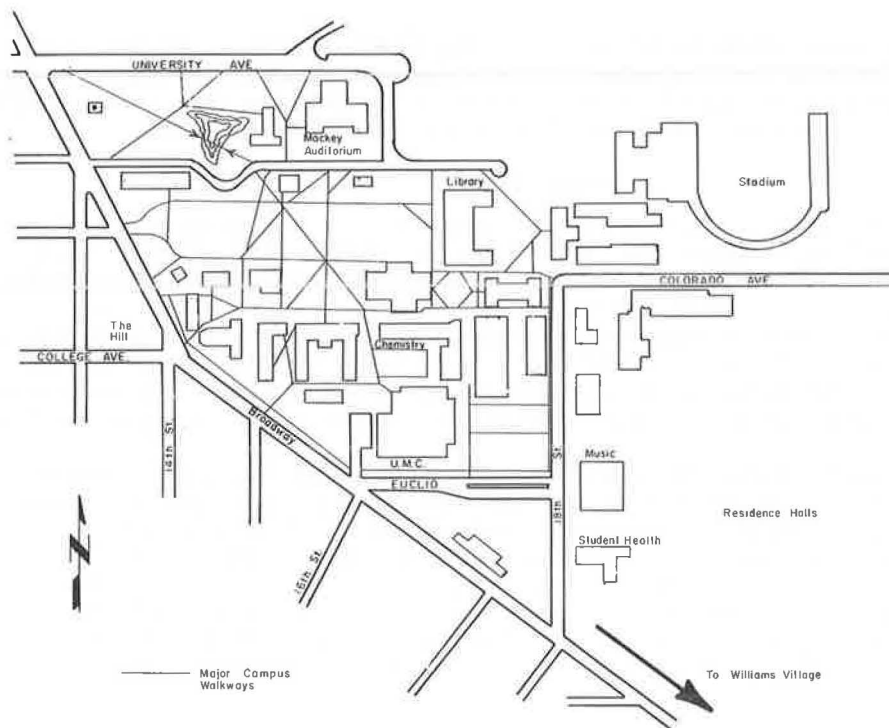 UNIVERSITY AVE.
Mackey
Auditorium
Library
Stadium
COLORADO AVE.
The
Hill
COLLEGE AVE.
Chemistry
14th St.
Broadway
U.M.C.
EUCLID
18th St.
Music
Residence Halls
Student Health
16th St.
N
Major Campus
Walkways
To Williams Village